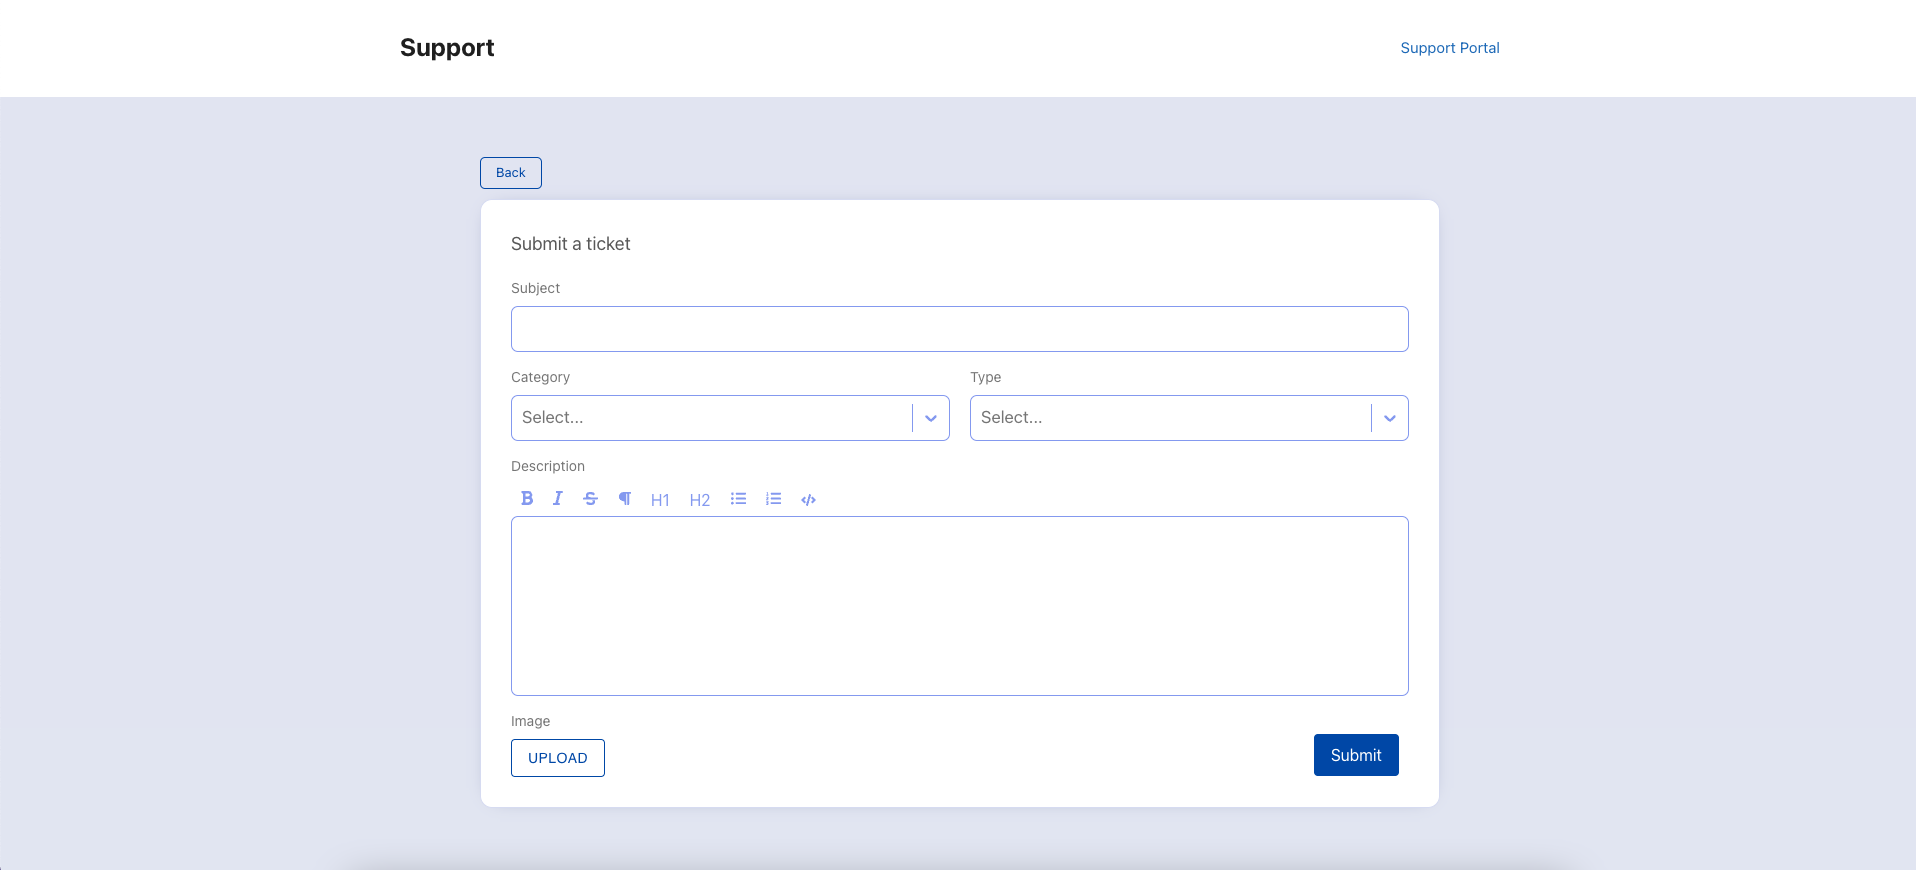 Support
Support Portal
Back
Submit a ticket
Subject
Category
Type
Select...
Select...
Description
B I S ¶ H1 H2
Image
UPLOAD
Submit